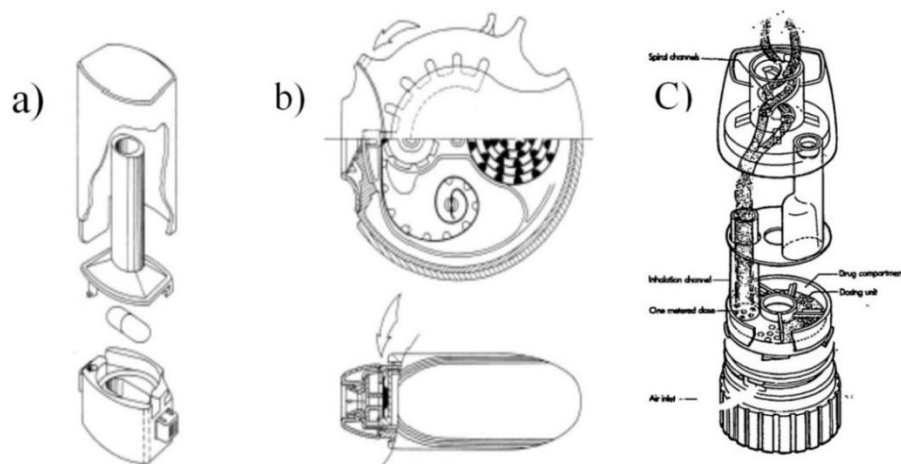 a)
b)
C)
Spiral channels
Inhalation channel
One metered dose
Air inlet
Drug compartment
Dosing unit